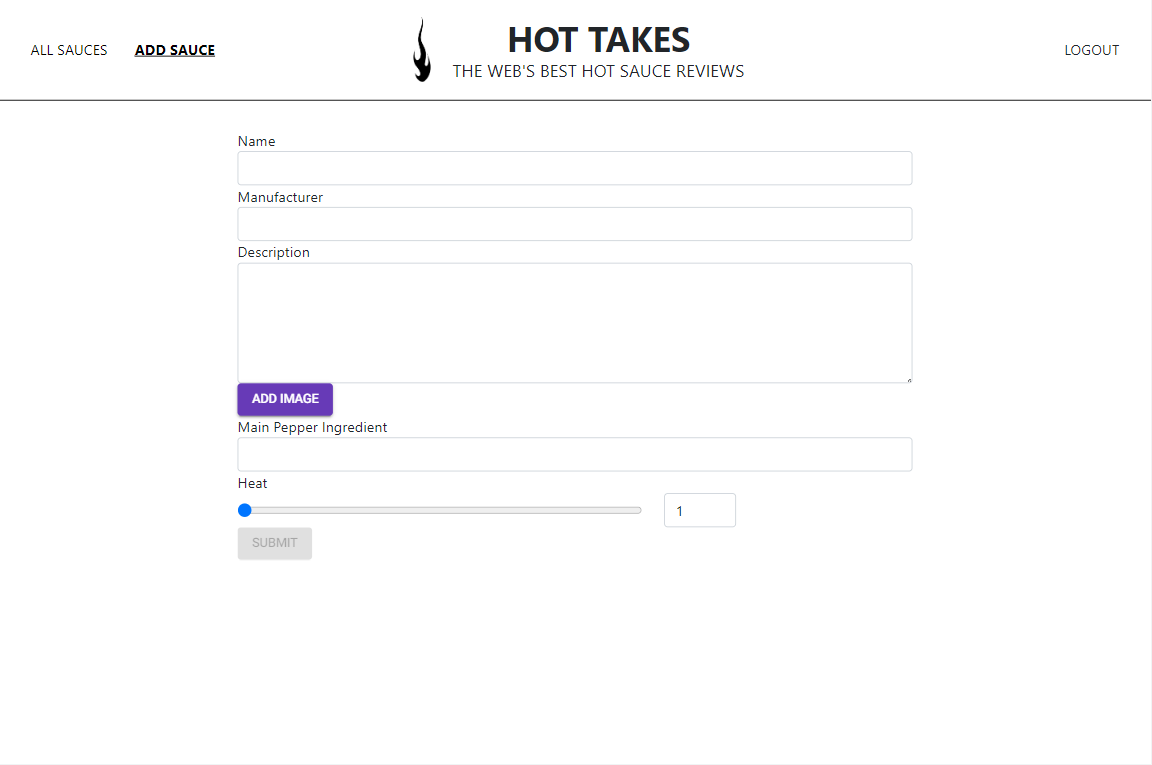 ALL SAUCES
ADD SAUCE
HOT TAKES
THE WEB'S BEST HOT SAUCE REVIEWS
LOGOUT
Name
Manufacturer
Description
ADD IMAGE
Main Pepper Ingredient
Heat
1
SUBMIT